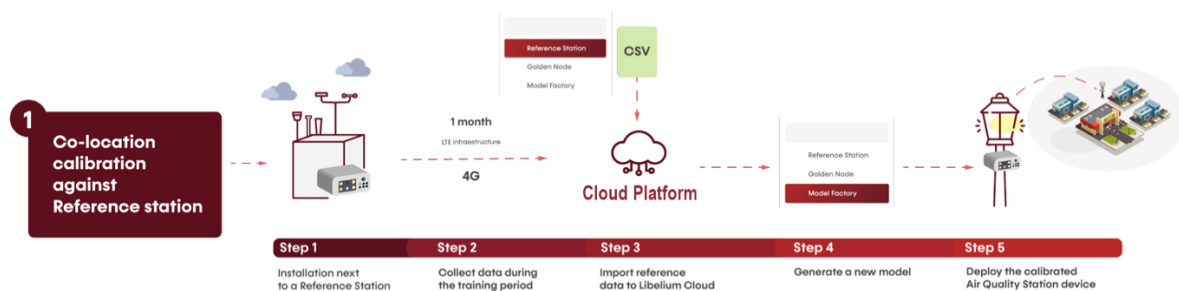 1
Co-location
calibration
against
Reference station
1 month
LTE infraestructure
4G
Reference Station
Golden Node
Model Factory
CSV
Cloud Platform
Reference Station
Golden Node
Model Factory
Step 1
Installation next
to a Reference Station
Step 2
Collect data during
the training period
Step 3
Import reference
data to Libelium Cloud
Step 4
Generate a new model
Step 5
Deploy the calibrated
Air Quality Station device